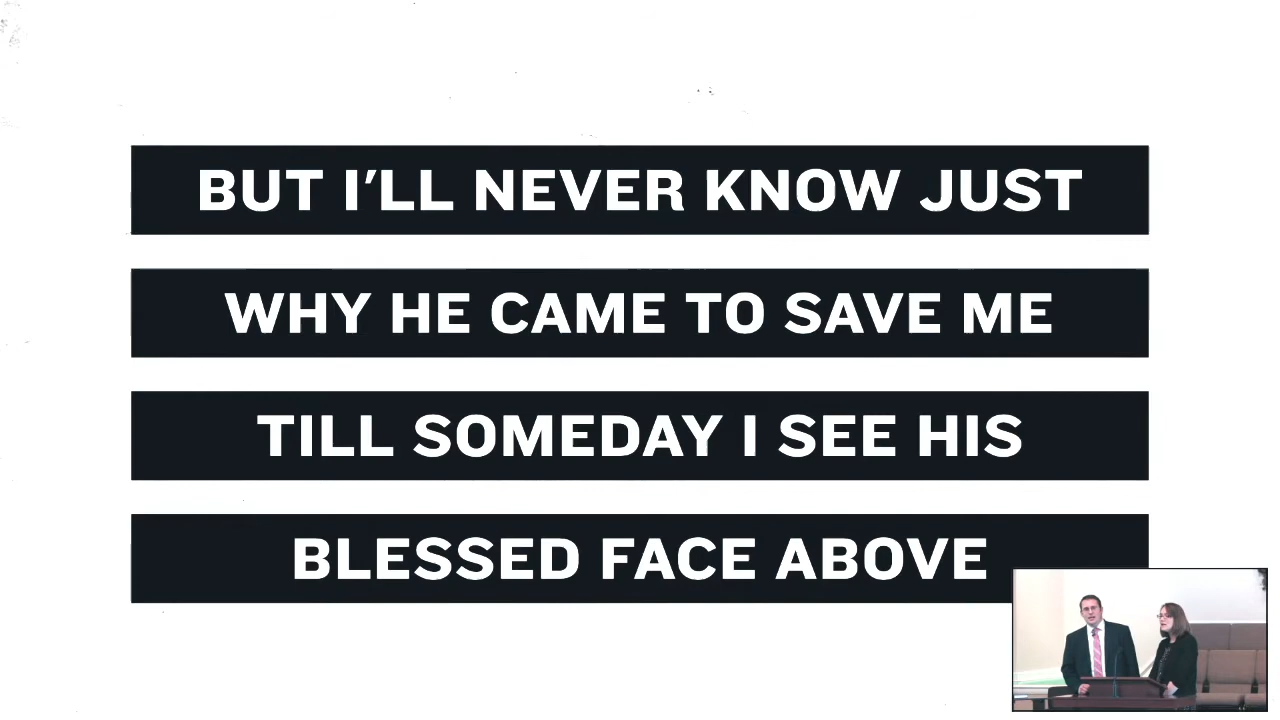 BUT I'LL NEVER KNOW JUST
WHY HE CAME TO SAVE ME
TILL SOMEDAY I SEE HIS
BLESSED FACE ABOVE